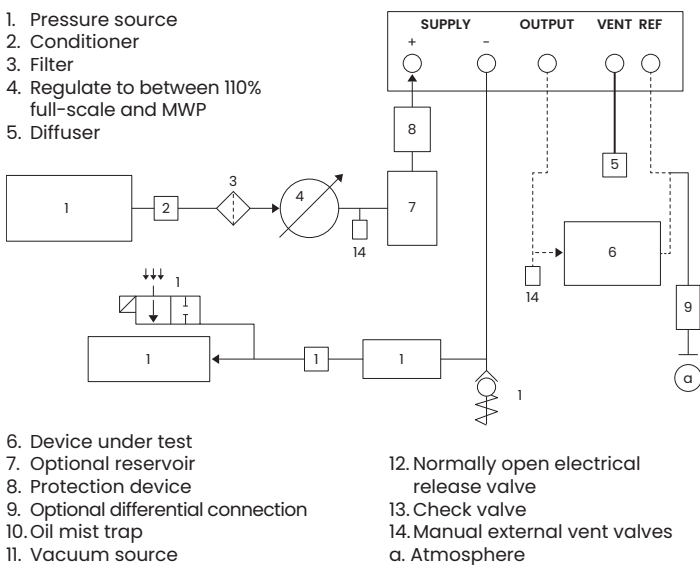 1. Pressure source
2. Conditioner
3. Filter
4. Regulate to between 110%
full-scale and MWP
5. Diffuser
SUPPLY OUTPUT VENT REF
+ -
8
5
3
1 2 4 7 6
14
14
9
1
1 1 1
1
a
6. Device under test
7. Optional reservoir
8. Protection device
9. Optional differential connection
10. Oil mist trap
11. Vacuum source
12. Normally open electrical
release valve
13. Check valve
14. Manual external vent valves
a. Atmosphere